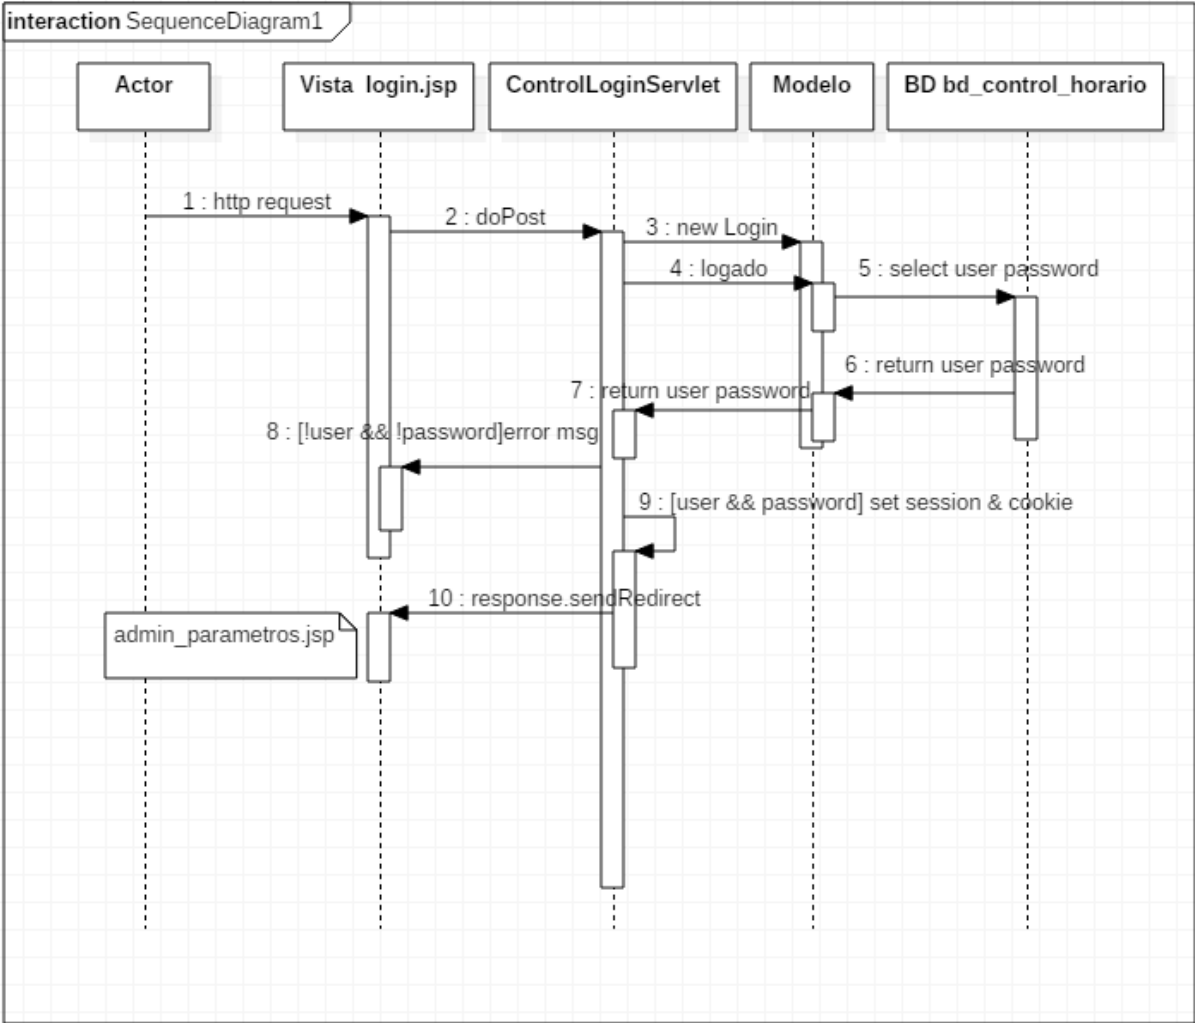 interaction SequenceDiagram1
Actor
Vista login.jsp
ControlLoginServlet
Modelo
BD bd_control_horario
1 : http request
2 : doPost
3 : new Login
4 : logado
5 : select user password
6 : return user password
7 : return user password
8 : [!user && !password]error msg
9 : [user && password] set session & cookie
10 : response.sendRedirect
admin_parametros.jsp